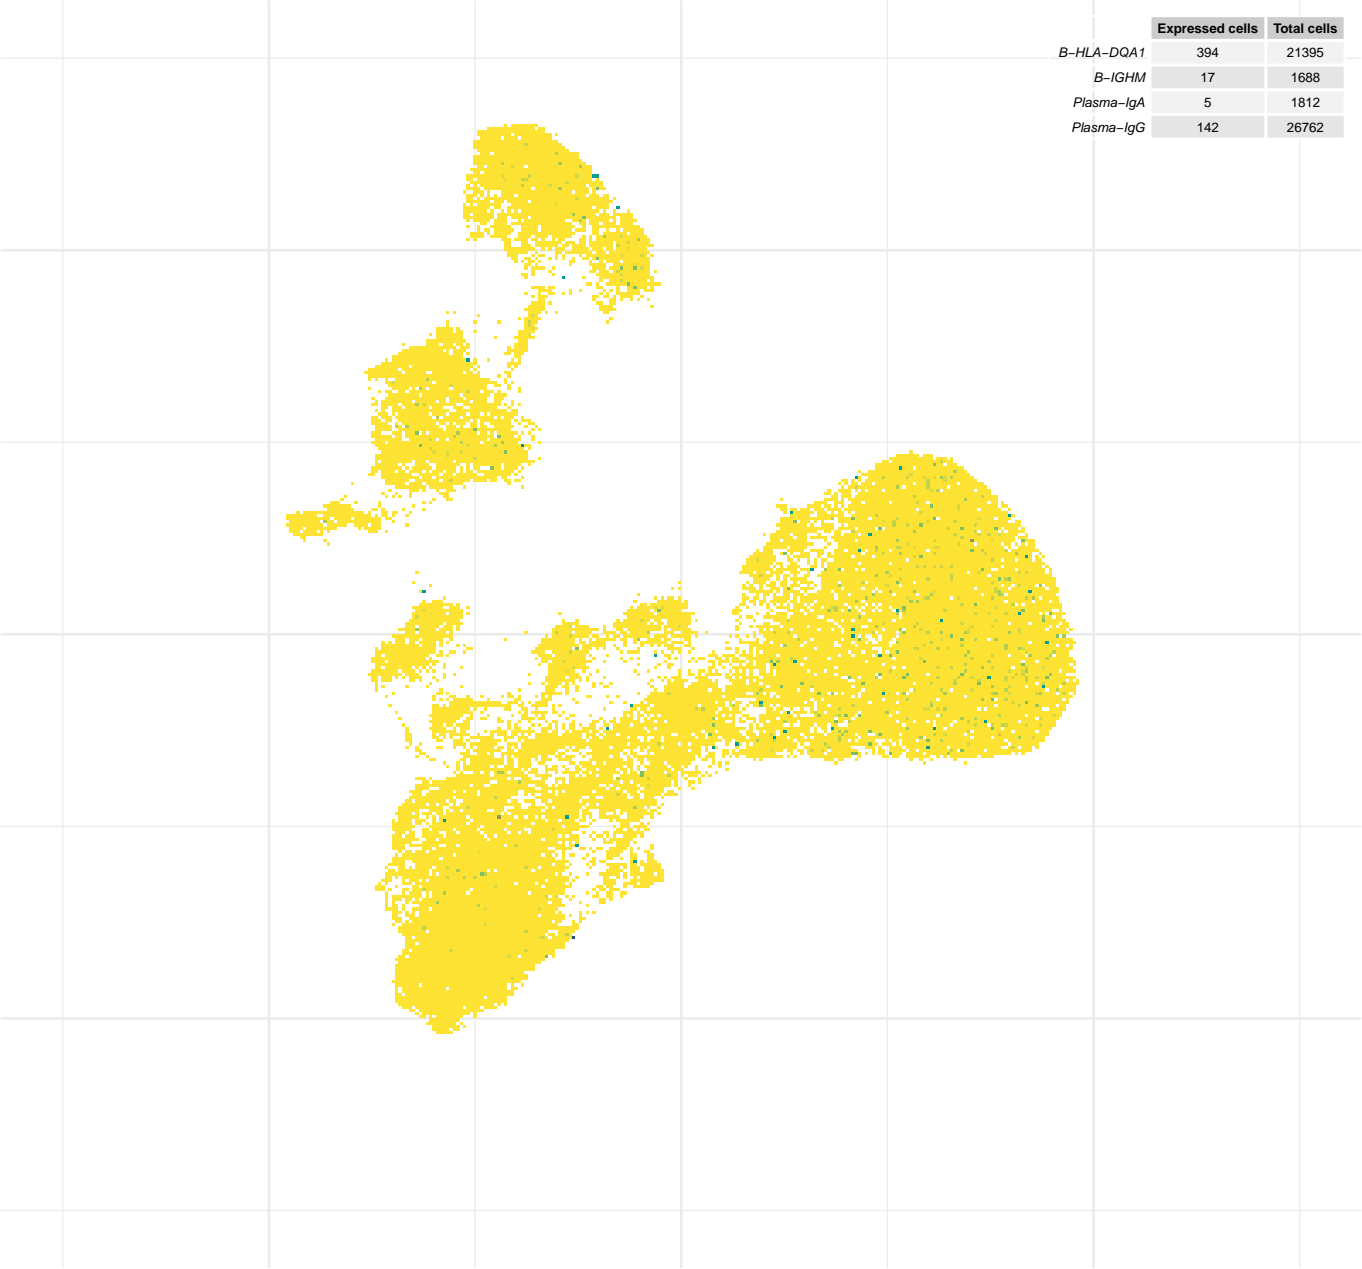 Expressed cells Total cells
B−HLA−DQA1 394 21395
B−IGHM 17 1688
Plasma−IgA 5 1812
Plasma−IgG 142 26762